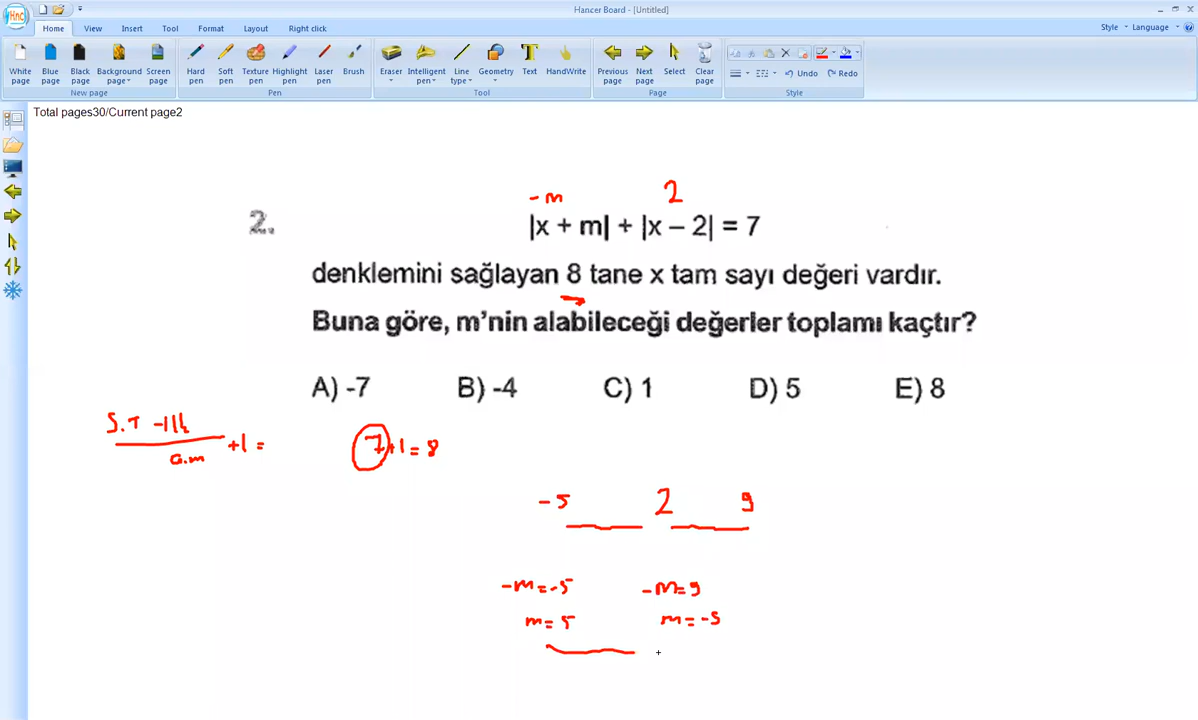 Hancer Board - [Untitled]
Home View Insert Tool Format Layout Right click
Style Language
White page Blue page Black page Background page Screen page
New page
Hard pen Soft pen Texture pen Highlight pen Laser pen Brush
Pen
Eraser Intelligent pen Line type Geometry Text HandWrite
Tool
Previous page Next page Select Clear page
Page
Undo Redo
Style
Total pages30/Current page2
-m 2
2. |x + m| + |x – 2| = 7
denklemini sağlayan 8 tane x tam sayı değeri vardır.
Buna göre, m'nin alabileceği değerler toplamı kaçtır?
A) -7 B) -4 C) 1 D) 5 E) 8
S.T - ilk
a.m
+1 =
7+1=8
-5 2 9
-m=-5 -m=9
m=5 m=-9